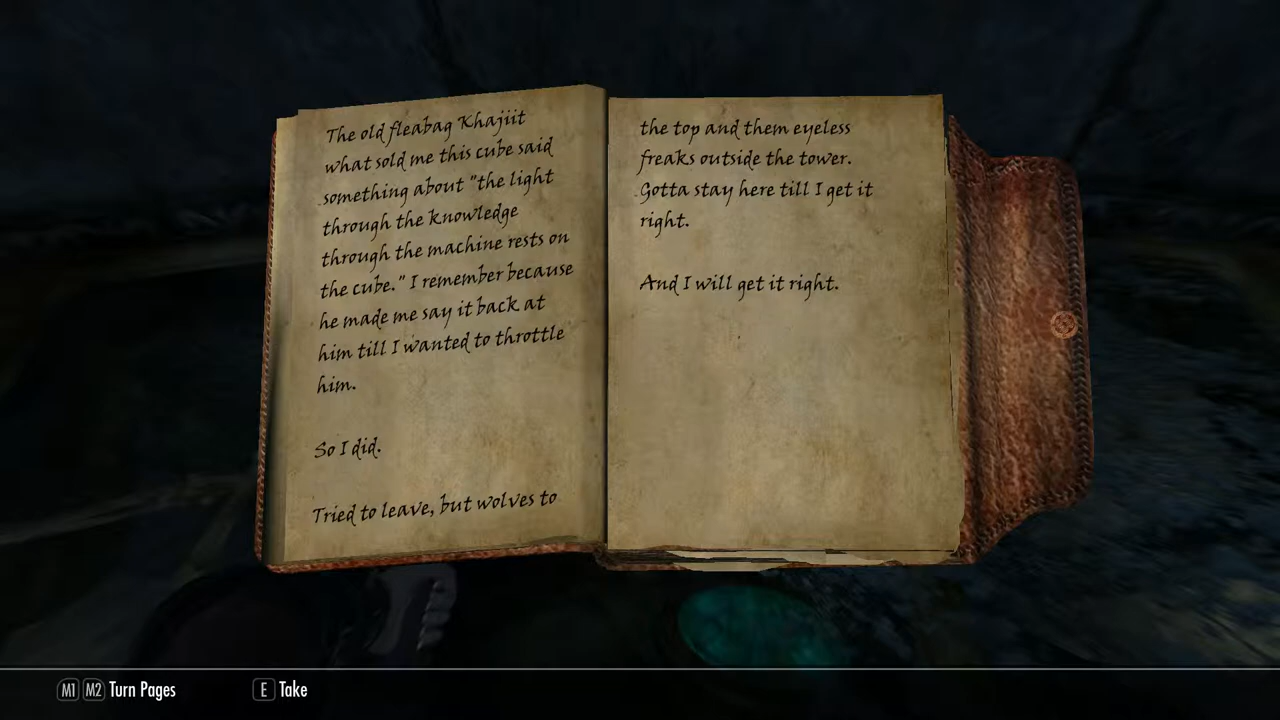 The old fleabag Khajiit
what sold me this cube said
something about "the light
through the knowledge
through the machine rests on
the cube." I remember because
he made me say it back at
him till I wanted to throttle
him.
So I did.
Tried to leave, but wolves to
the top and them eyeless
freaks outside the tower.
Gotta stay here till I get it
right.
And I will get it right.
M1 M2 Turn Pages
E Take